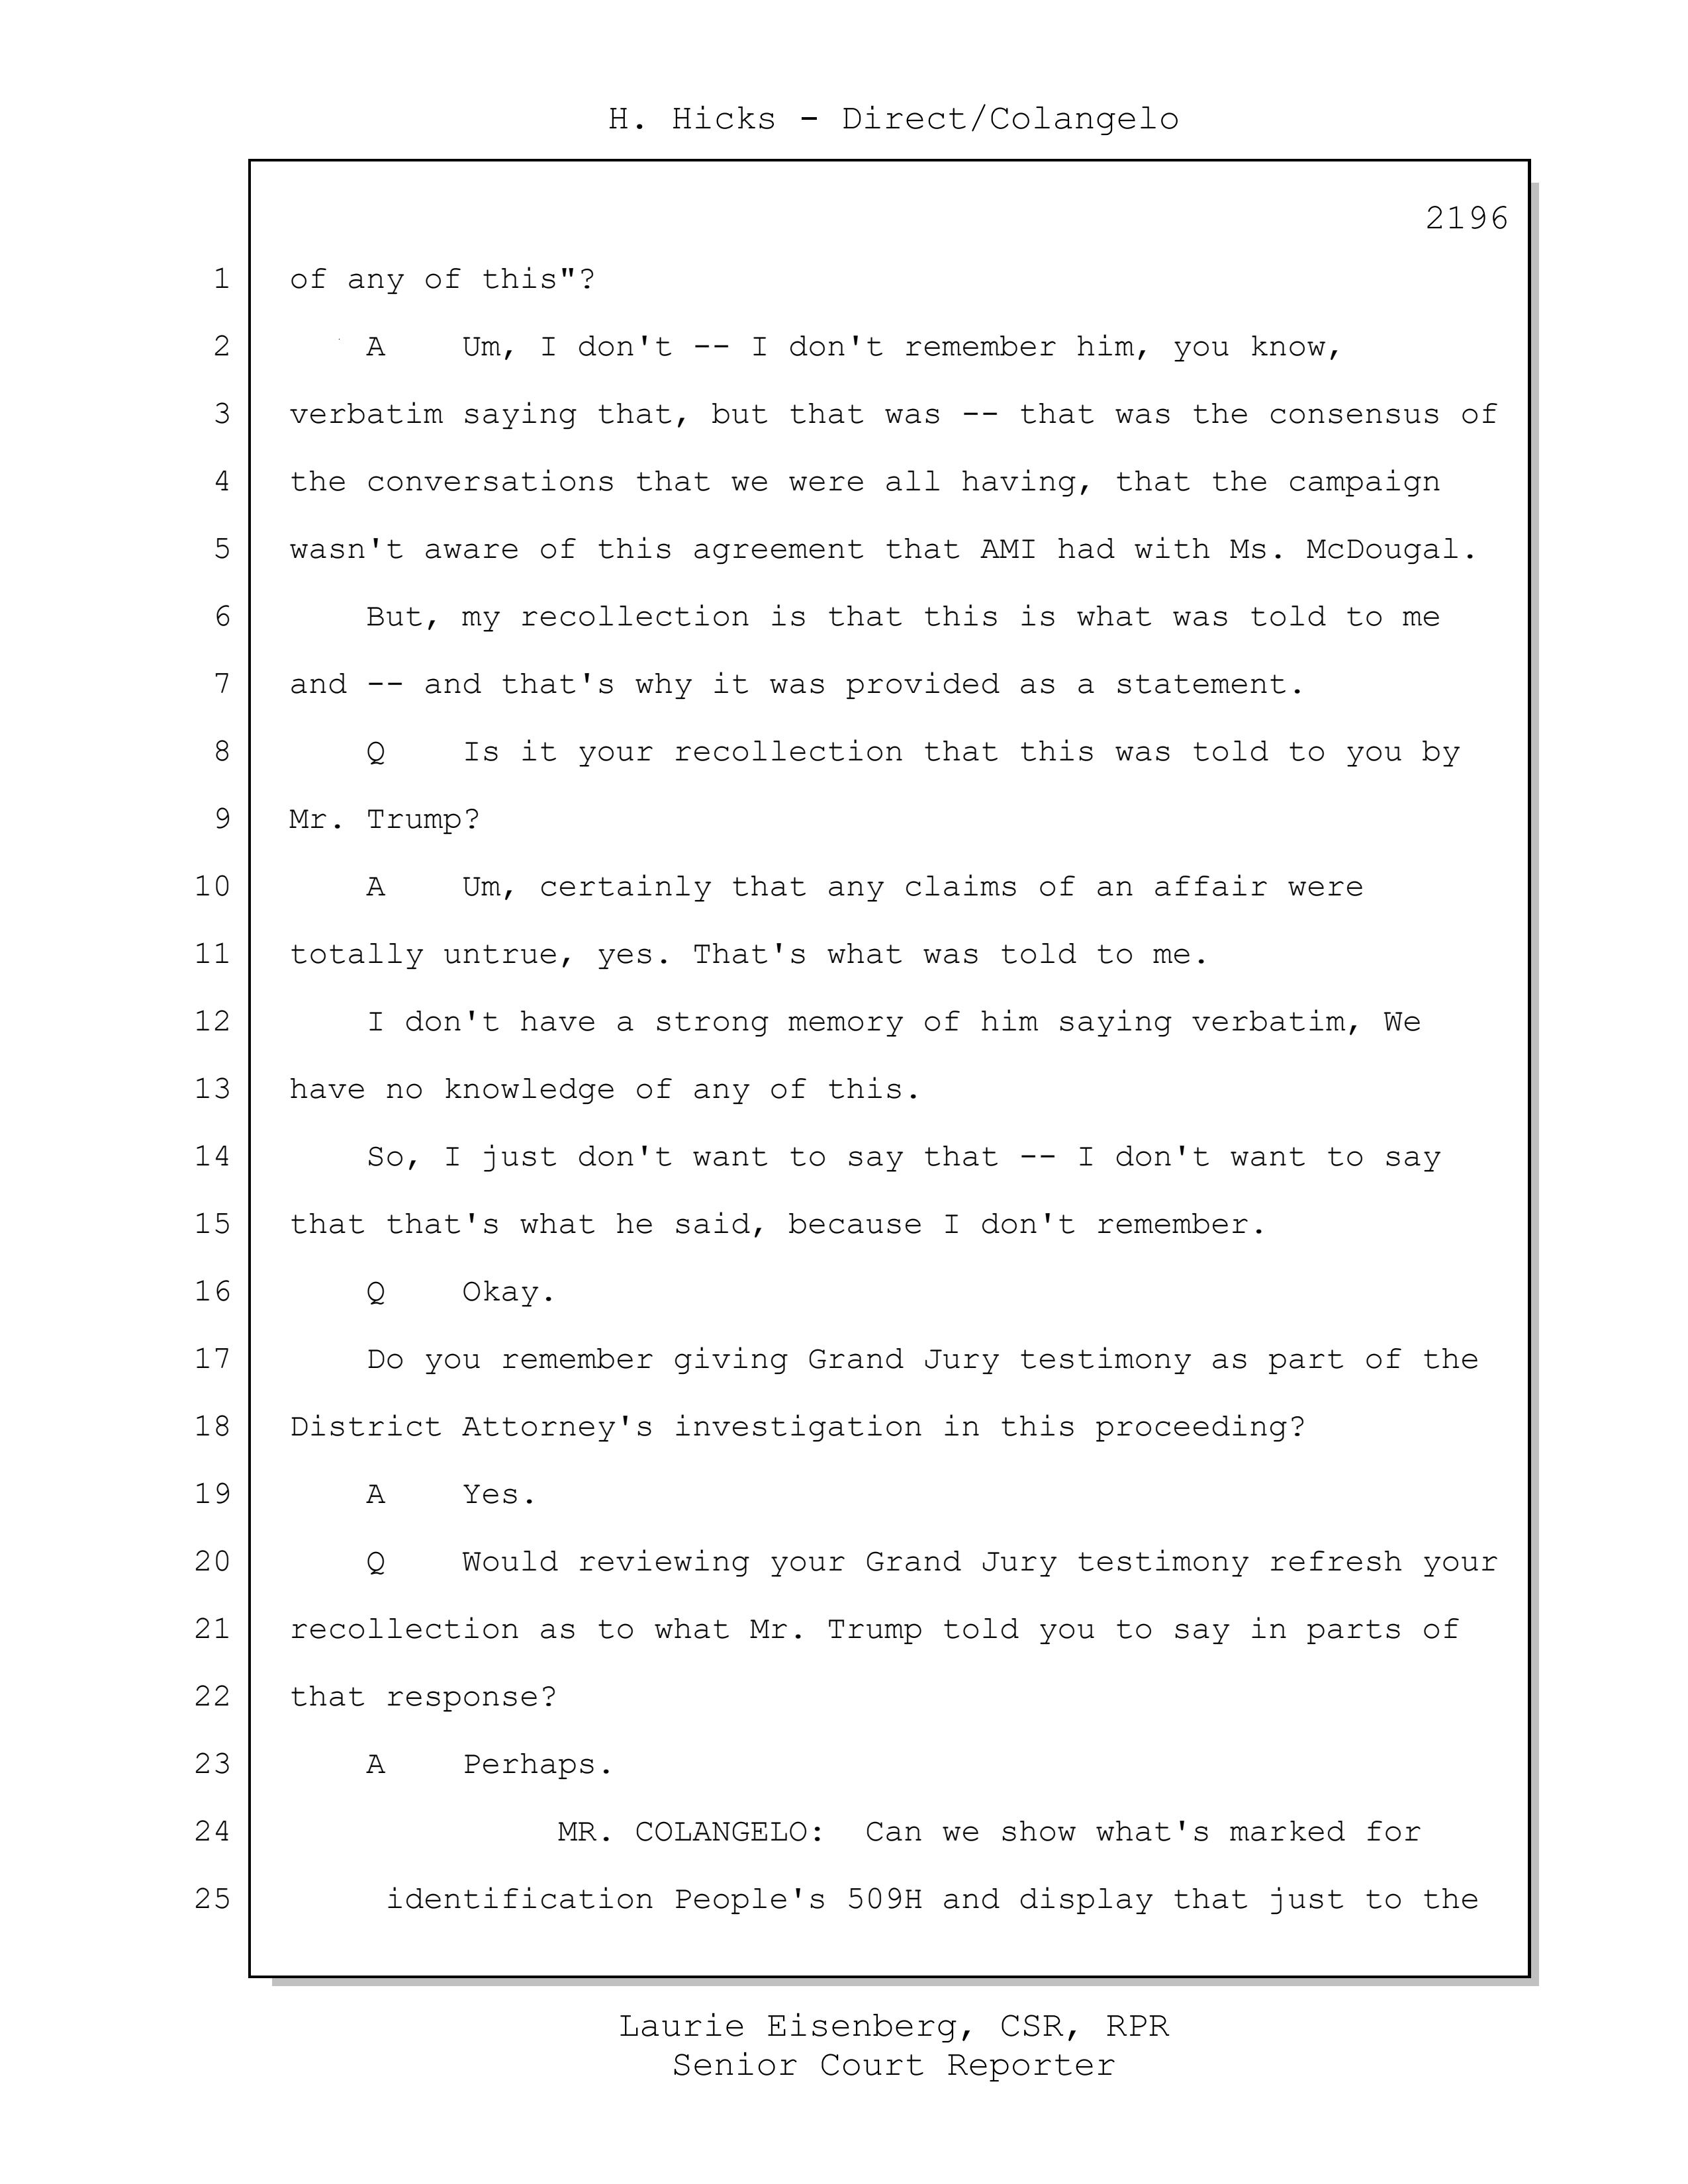 H. Hicks - Direct/Colangelo
2196
1 of any of this"?
2 A Um, I don't -- I don't remember him, you know,
3 verbatim saying that, but that was -- that was the consensus of
4 the conversations that we were all having, that the campaign
5 wasn't aware of this agreement that AMI had with Ms. McDougal.
6 But, my recollection is that this is what was told to me
7 and -- and that's why it was provided as a statement.
8 Q Is it your recollection that this was told to you by
9 Mr. Trump?
10 A Um, certainly that any claims of an affair were
11 totally untrue, yes. That's what was told to me.
12 I don't have a strong memory of him saying verbatim, We
13 have no knowledge of any of this.
14 So, I just don't want to say that -- I don't want to say
15 that that's what he said, because I don't remember.
16 Q Okay.
17 Do you remember giving Grand Jury testimony as part of the
18 District Attorney's investigation in this proceeding?
19 A Yes.
20 Q Would reviewing your Grand Jury testimony refresh your
21 recollection as to what Mr. Trump told you to say in parts of
22 that response?
23 A Perhaps.
24 MR. COLANGELO: Can we show what's marked for
25 identification People's 509H and display that just to the
Laurie Eisenberg, CSR, RPR
Senior Court Reporter